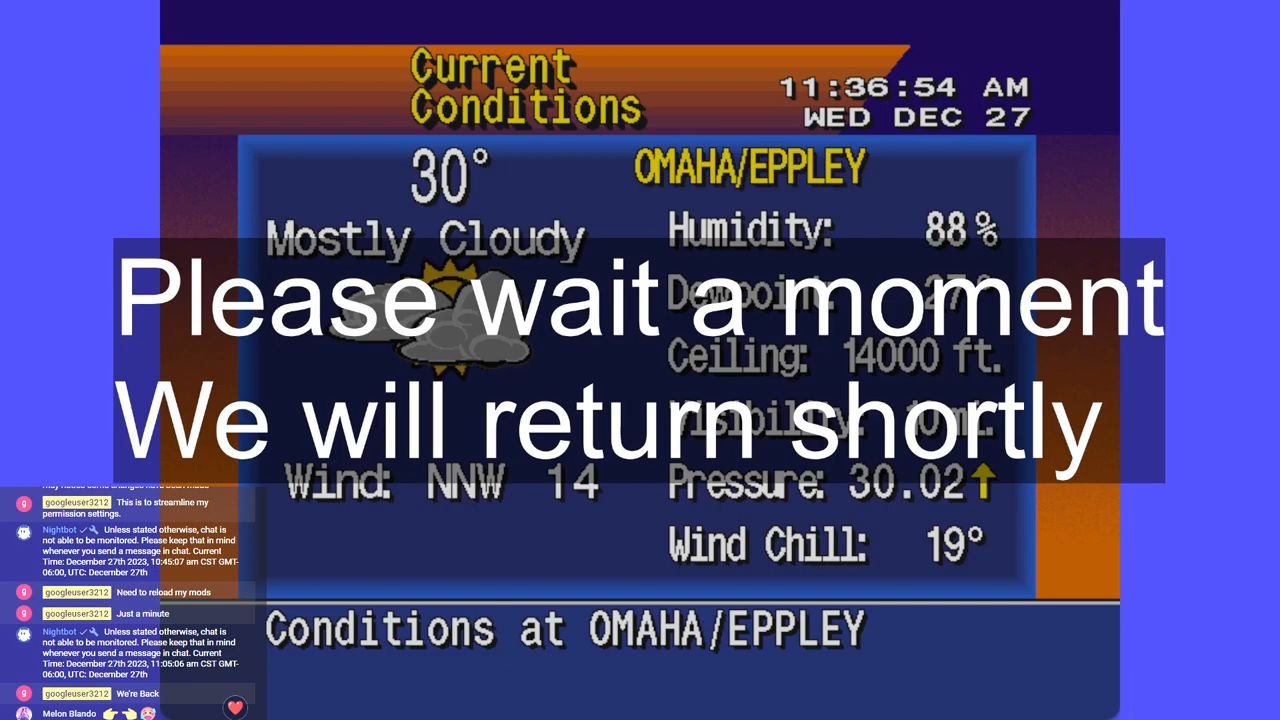 Current
Conditions
11:36:54 AM
WED DEC 27
30°
OMAHA/EPPLEY
Mostly Cloudy
Humidity: 88%
Dewpoint: 27°
Ceiling: 14000 ft.
Visibility: 10 mi.
Wind: NNW 14
Pressure: 30.02↑
Wind Chill: 19°
Conditions at OMAHA/EPPLEY
Please wait a moment
We will return shortly
googleuser3212 This is to streamline my
permission settings.
Nightbot Unless stated otherwise, chat is
not able to be monitored. Please keep that in mind
whenever you send a message in chat. Current
Time: December 27th 2023, 10:45:07 am CST GMT-
06:00, UTC: December 27th
googleuser3212 Need to reload my mods
googleuser3212 Just a minute
Nightbot Unless stated otherwise, chat is
not able to be monitored. Please keep that in mind
whenever you send a message in chat. Current
Time: December 27th 2023, 11:05:06 am CST GMT-
06:00, UTC: December 27th
googleuser3212 We're Back
Melon Blando